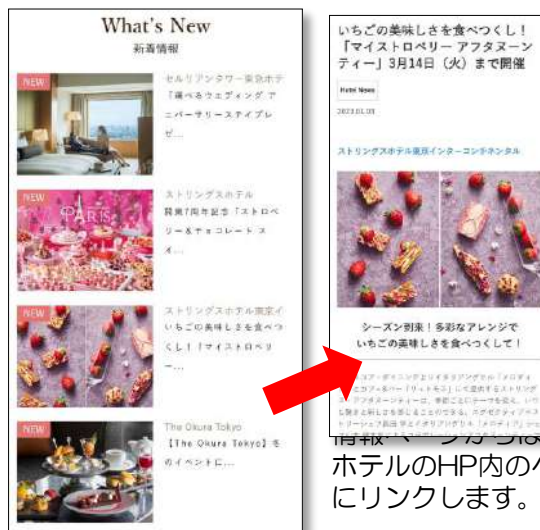 What's New
新着情報
NEW
セルリアンタワー東急ホテ
「選べるウェディング ア
ニバーサリーステイプレ
ゼ...
NEW
PARIS
ストリングスホテル
開業7周年記念「ストロベ
リー&チョコレート ス
イ...
NEW
ストリングスホテル東京イ
いちごの美味しさを食べつ
くし!「マイストロベリ
ー...
NEW
The Okura Tokyo
【The Okura Tokyo】冬
のイベントに...
いちごの美味しさを食べつくし!
「マイストロベリー アフタヌーン
ティー」3月14日(火)まで開催
Hotel News
ストリングスホテル東京インターコンチネンタル
シーズン到来!多彩なアレンジで
いちごの美味しさを食べつくして!
ホテルのHP内の
にリンクします。